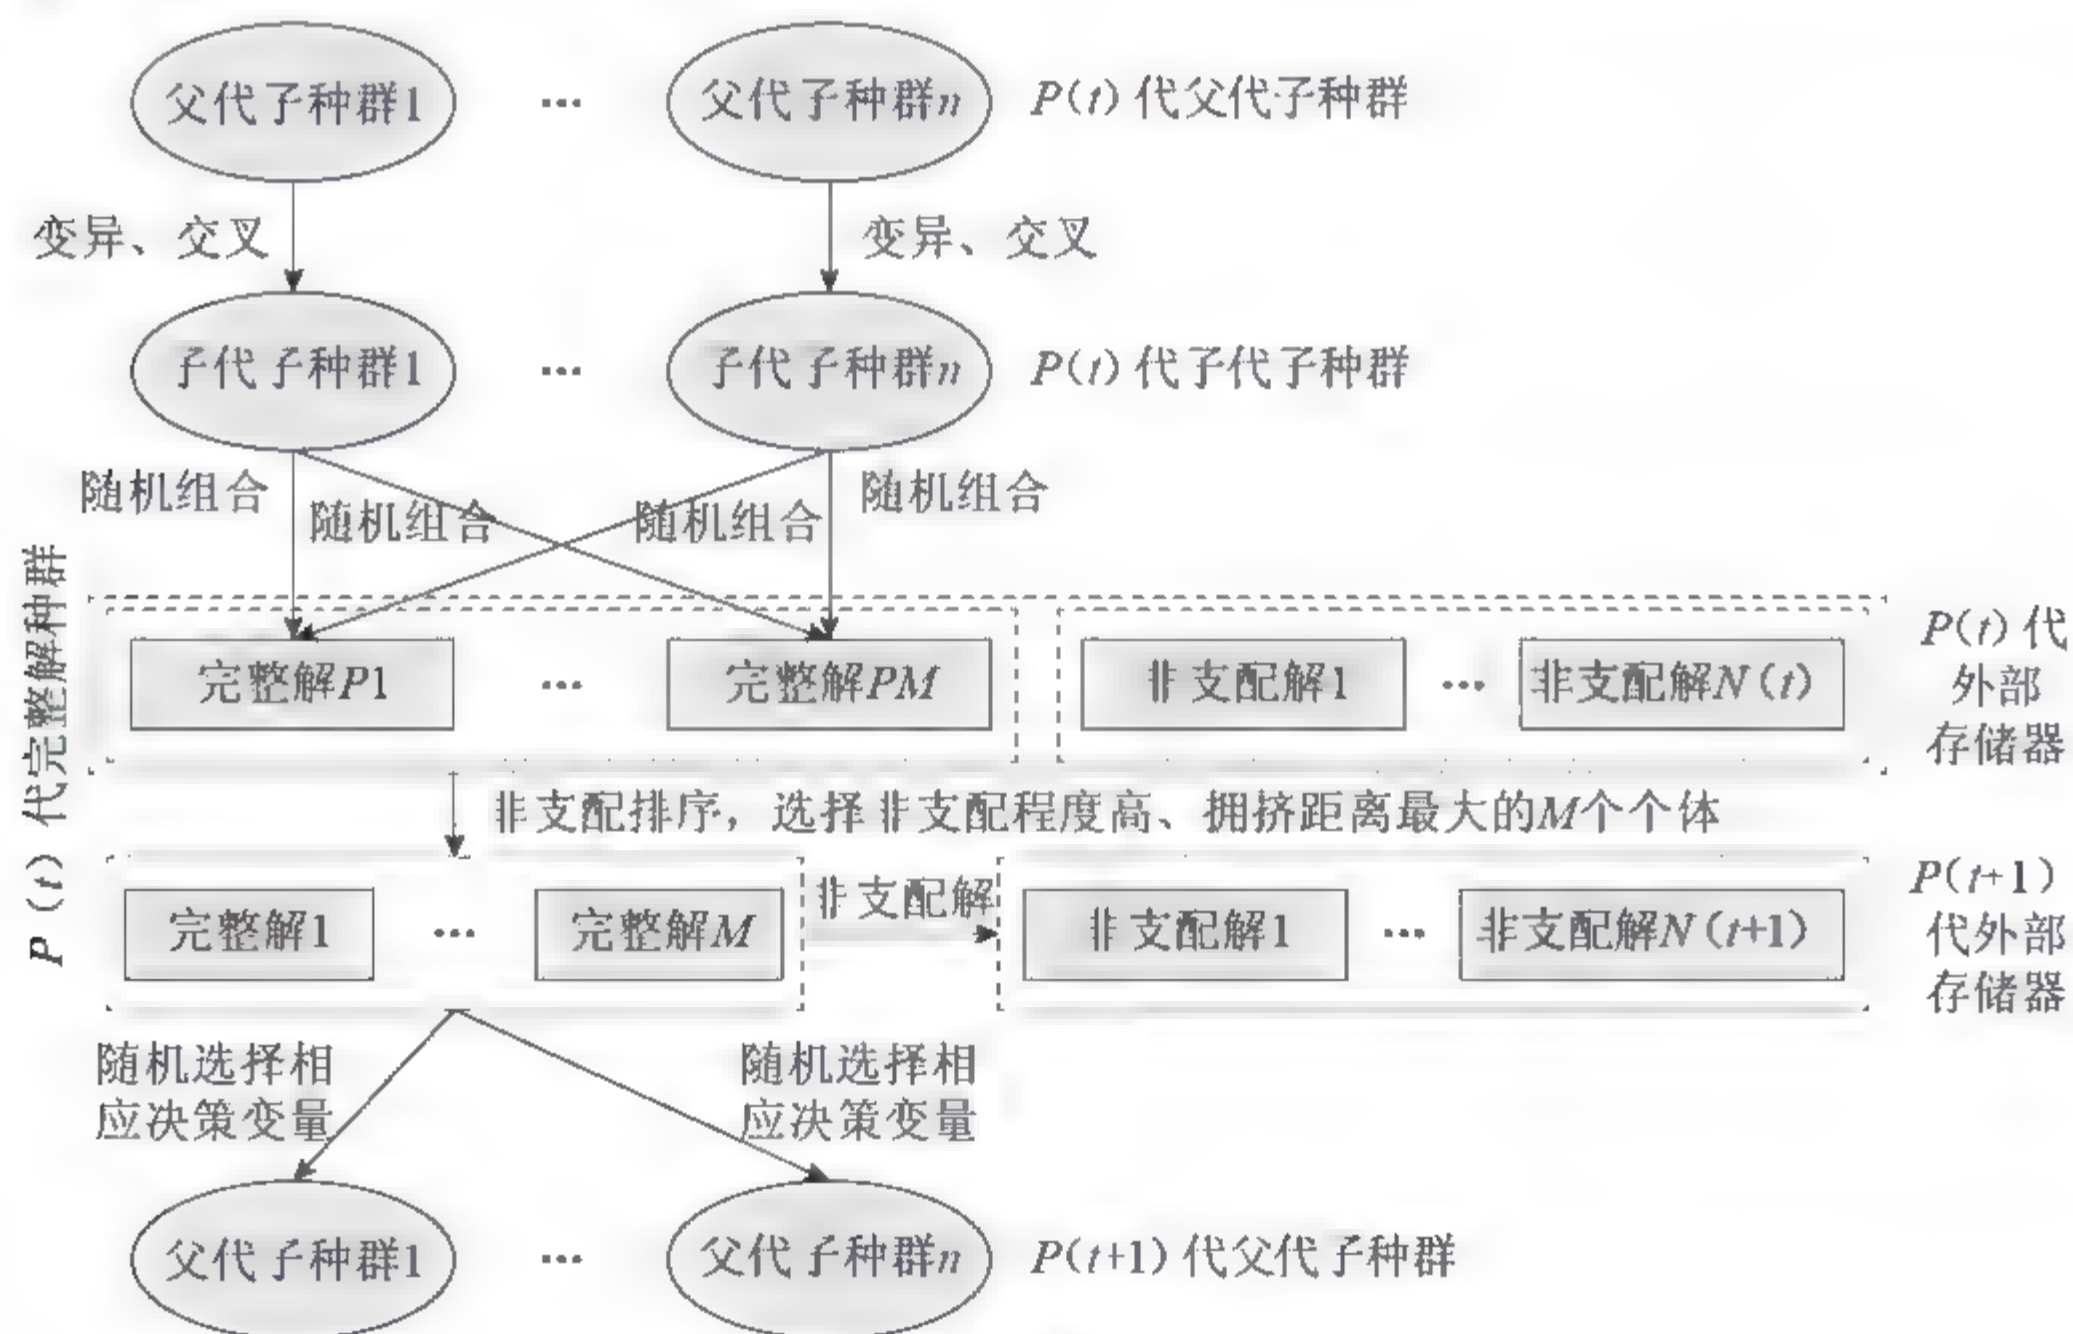 父代子种群1 … 父代子种群n P(t)代父代子种群
变异、交叉 变异、交叉
子代子种群1 … 子代子种群n P(t)代子代子种群
随机组合 随机组合 随机组合 随机组合
P(t)代完整解种群
完整解P1 … 完整解PM 非支配解1 … 非支配解N(t)
P(t)代
外部
存储器
非支配排序，选择非支配程度高、拥挤距离最大的M个个体
完整解1 … 完整解M 非支配解 非支配解1 … 非支配解N(t+1)
P(t+1)
代外部
存储器
随机选择相
应决策变量
随机选择相
应决策变量
父代子种群1 … 父代子种群n P(t+1)代父代子种群